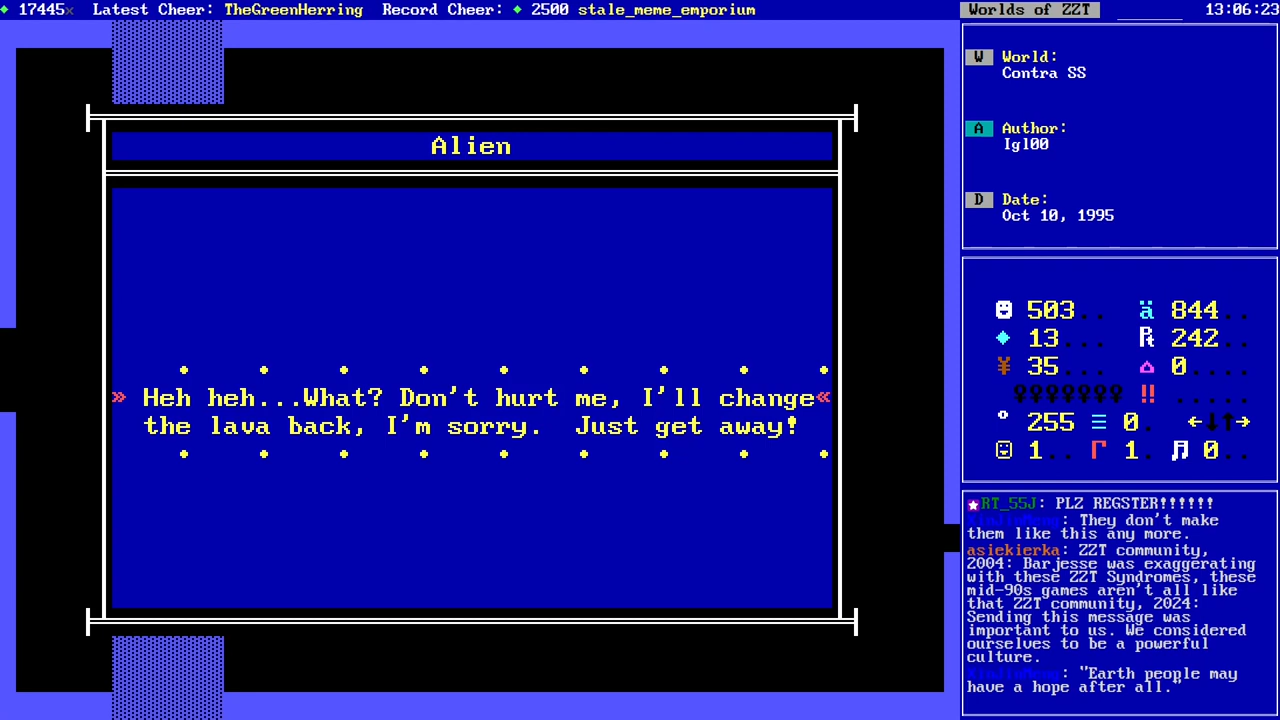 17445x Latest Cheer: TheGreenHerring Record Cheer: 2500 stale_meme_emporium
Worlds of ZZT
13:06:23
Alien
Heh heh...What? Don't hurt me, I'll change
the lava back, I'm sorry. Just get away!
W World:
Contra SS
A Author:
Igl00
D Date:
Oct 10, 1995
503 844
13 242
35 0
255 0
1 1 0
RT_55J: PLZ REGSTER!!!!!!
: They don't make
them like this any more.
asiekierka: ZZT community,
2004: Barjesse was exaggerating
with these ZZT Syndromes, these
mid-90s games aren't all like
that ZZT community, 2024:
Sending this message was
important to us. We considered
ourselves to be a powerful
culture.
: "Earth people may
have a hope after all."